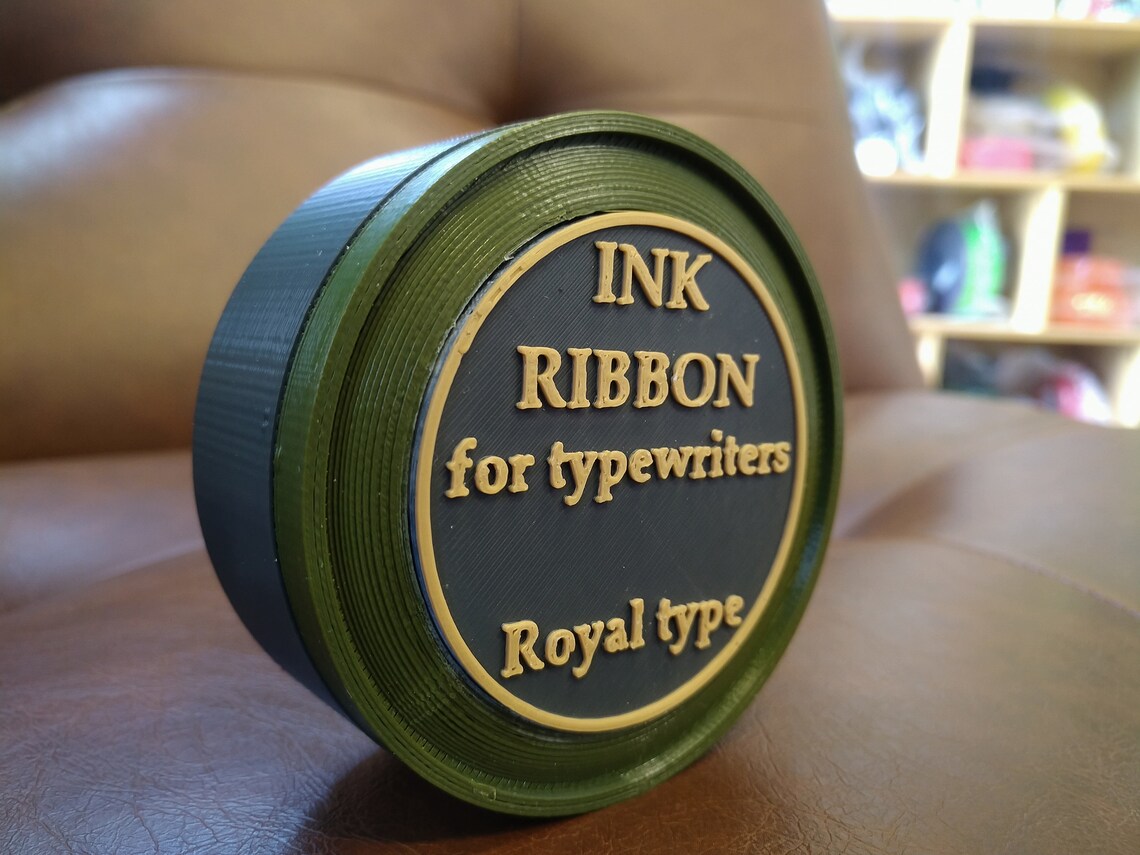 INK
RIBBON
for typewriters
Royal type